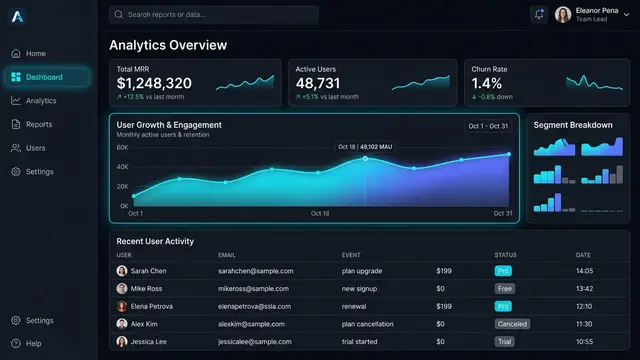 A
Search reports or data...
Eleanor Pena
Team Lead
Home
Dashboard
Analytics
Reports
Users
Settings
Settings
Help
Analytics Overview
Total MRR
$1,248,320
↗ +12.5% vs last month
Active Users
48,731
↗ +5.1% vs last month
Churn Rate
1.4%
↓ -0.8% down
User Growth & Engagement
Monthly active users & retention
Oct 1 - Oct 31
60K
40K
20K
0K
Oct 18 | 48,102 MAU
Oct 1
Oct 18
Oct 31
Segment Breakdown
Recent User Activity
USER EMAIL EVENT STATUS DATE
Sarah Chen sarahchen@sample.com plan upgrade $199 Pro 14:05
Mike Ross mikeross@sample.com new signup $0 Free 13:42
Elena Petrova eienapetrova@ssla.com renewal $199 Pro 12:10
Alex Kim alexkim@sample.com plan cancellation $0 Canceled 11:30
Jessica Lee jessicalee@sample.com trial started $0 Trial 10:55